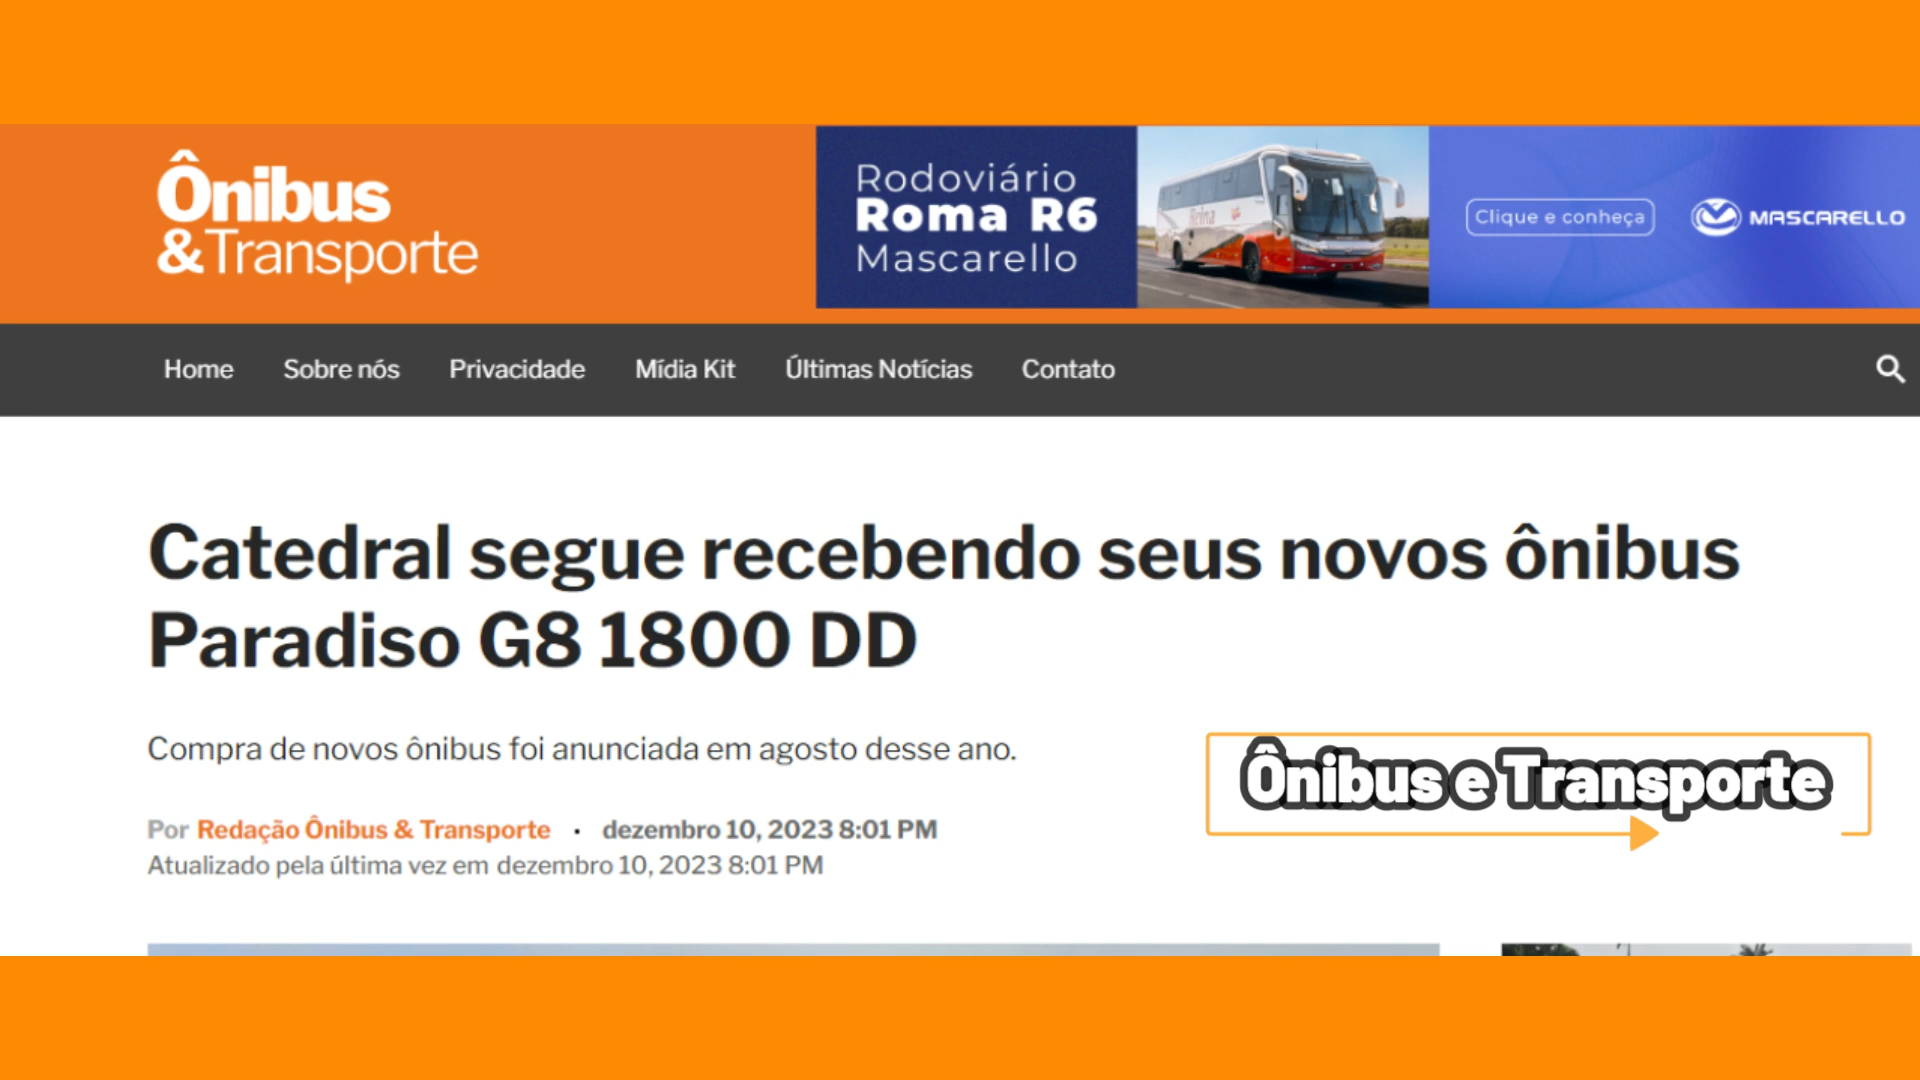 Ônibus
&Transporte
Rodoviário
Roma R6
Mascarello
Clique e conheça
MASCARELLO
Home Sobre nós Privacidade Mídia Kit Últimas Notícias Contato
Catedral segue recebendo seus novos ônibus
Paradiso G8 1800 DD
Compra de novos ônibus foi anunciada em agosto desse ano.
Ônibus e Transporte
Por Redação Ônibus & Transporte · dezembro 10, 2023 8:01 PM
Atualizado pela última vez em dezembro 10, 2023 8:01 PM